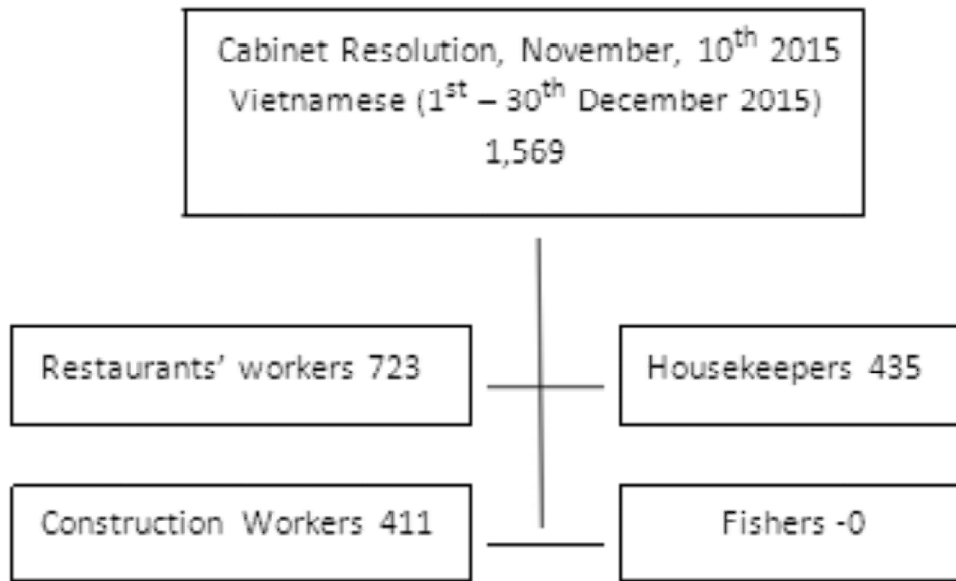 Cabinet Resolution, November, 10th 2015
Vietnamese (1st – 30th December 2015)
1,569
Restaurants’ workers 723
Housekeepers 435
Construction Workers 411
Fishers -0